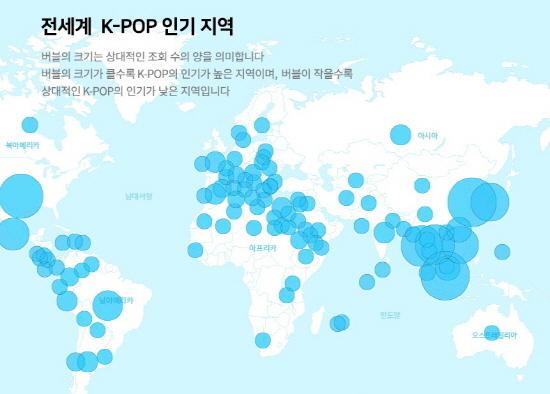 전세계 K-POP 인기 지역
버블의 크기는 상대적인 조회 수의 양을 의미합니다
버블의 크기가 클수록 K-POP의 인기가 높은 지역이며, 버블이 작을수록
상대적인 K-POP의 인기가 낮은 지역입니다
북아메리카
아시아
남대서양
아프리카
남아메리카
인도양
오스트레일리아